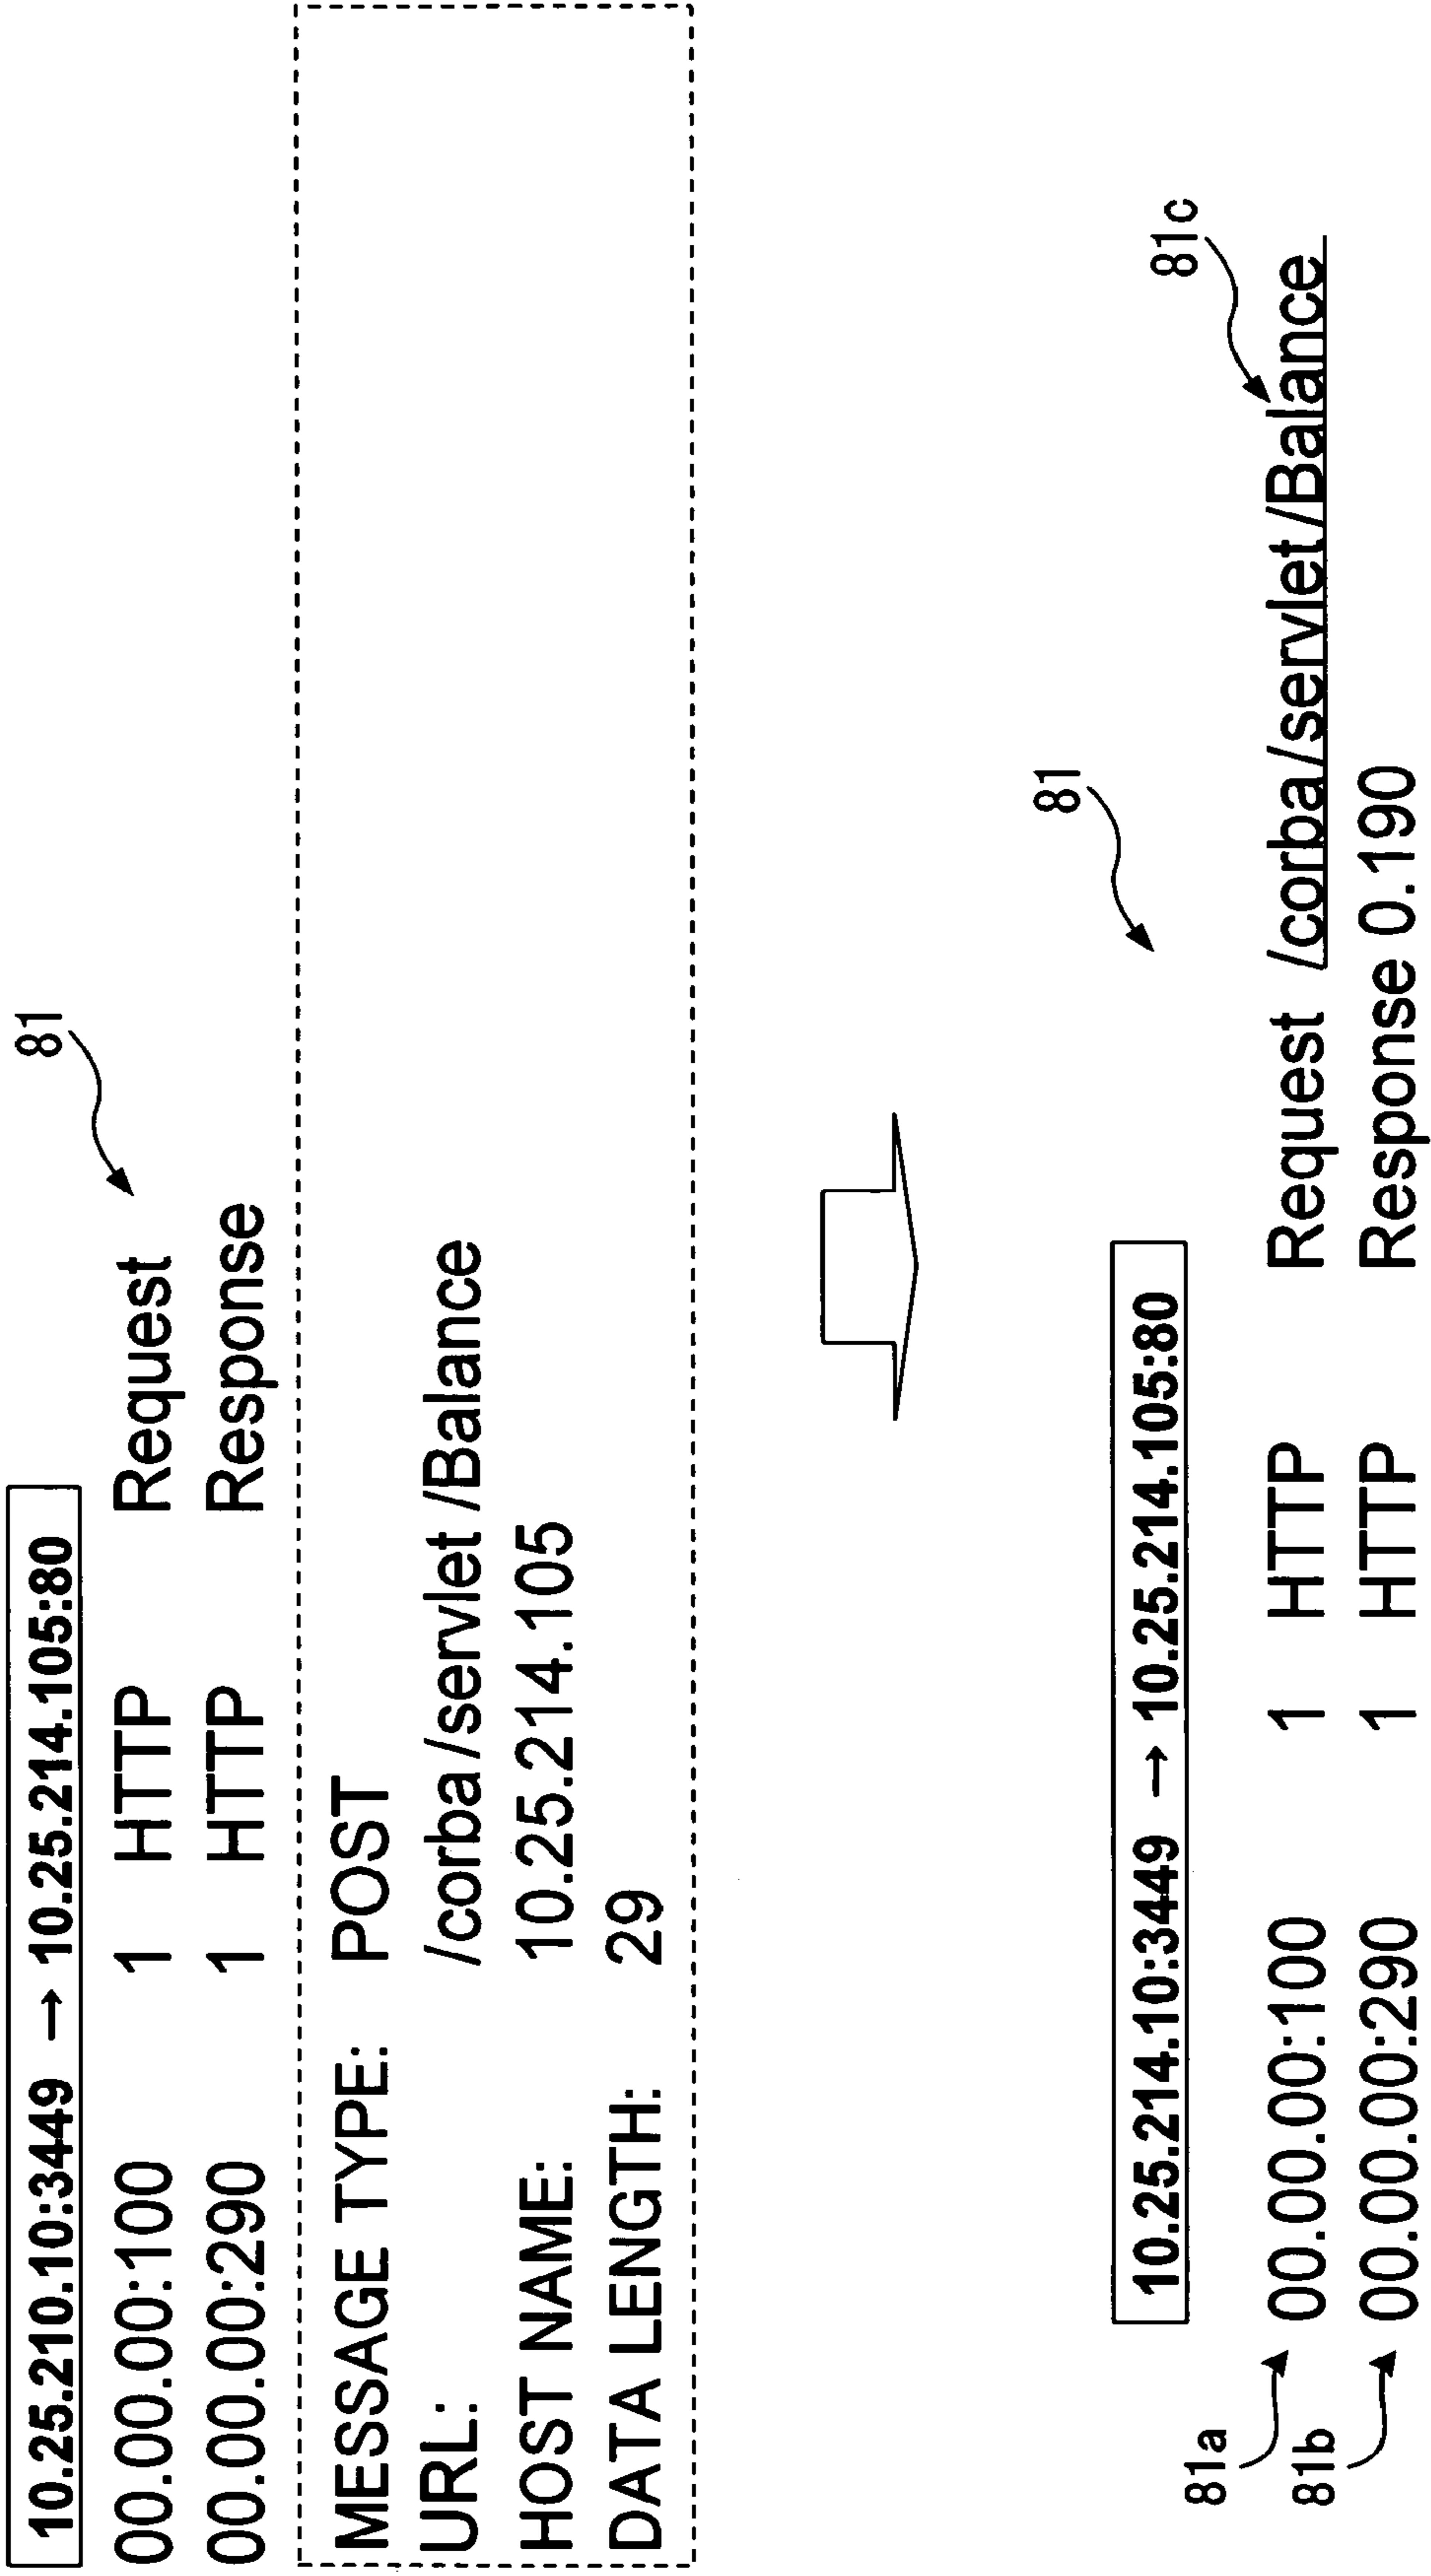 10.25.210.10:3449 → 10.25.214.105:80
81
00.00.00:100 1 HTTP Request
00.00.00:290 1 HTTP Response
MESSAGE TYPE: POST
URL: /corba/servlet/Balance
HOST NAME: 10.25.214.105
DATA LENGTH: 29
81
10.25.214.10:3449 → 10.25.214.105:80
81c
81a
00.00.00:100 1 HTTP Request /corba/servlet/Balance
81b
00.00.00:290 1 HTTP Response 0.190